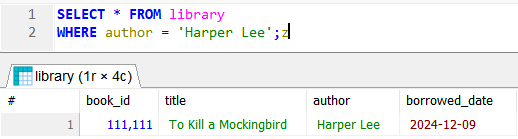 1 SELECT * FROM library
2 WHERE author = 'Harper Lee';z
library (1r × 4c)
# book_id title author borrowed_date
1 111,111 To Kill a Mockingbird Harper Lee 2024-12-09